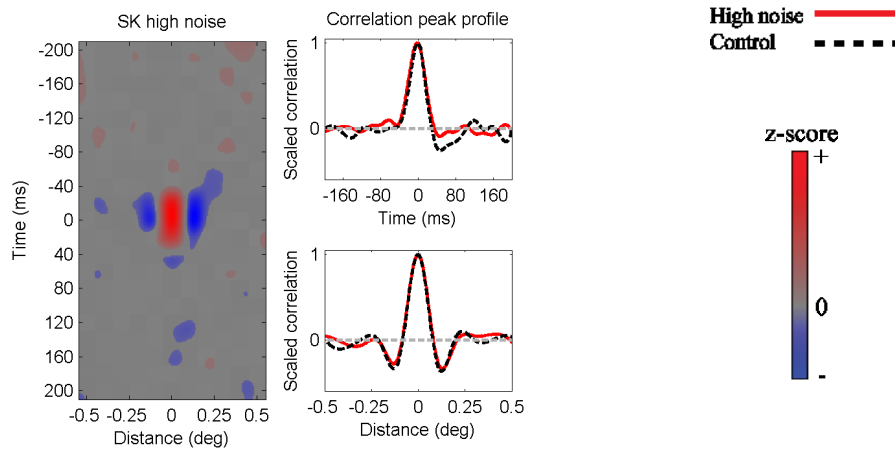 SK high noise
-200
-160
-120
-80
-40
0
40
80
120
160
200
Time (ms)
-0.5 -0.25 0 0.25 0.5
Distance (deg)
Correlation peak profile
1
0
Scaled correlation
-160 -80 0 80 160
Time (ms)
1
0
Scaled correlation
-0.5 -0.25 0 0.25 0.5
Distance (deg)
High noise
Control
z-score
+
0
-